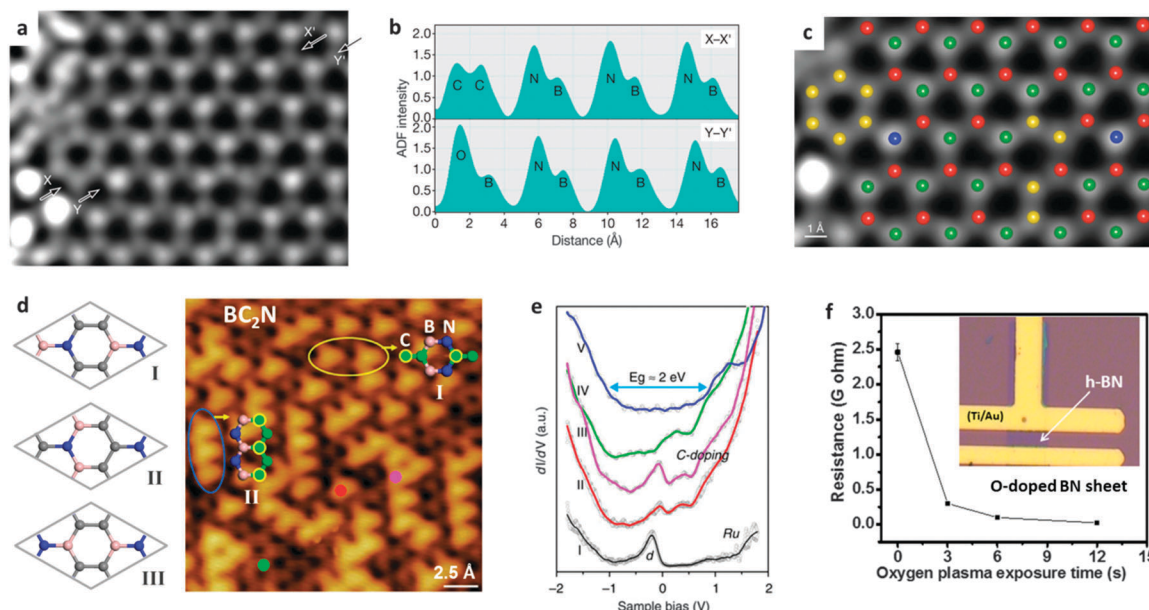 a
X'
Y'
X
Y
b
X–X'
2.0
1.5
1.0
0.5
C
C
N
B
N
B
N
B
Y–Y'
2.0
1.5
1.0
0.5
0.0
O
B
N
B
N
B
N
B
ADF intensity
0 2 4 6 8 10 12 14 16
Distance (Å)
c
1 Å
d
I
II
III
BC₂N
C B N
I
II
2.5 Å
e
V
Eg ≈ 2 eV
IV
III
C-doping
II
Ru
I
d
dI/dV (a.u.)
–2 –1 0 1 2
Sample bias (V)
f
3.0
2.5
2.0
1.5
1.0
0.5
0.0
Resistance (G ohm)
h-BN
(Ti/Au)
O-doped BN sheet
0 3 6 9 12 15
Oxygen plasma exposure time (s)